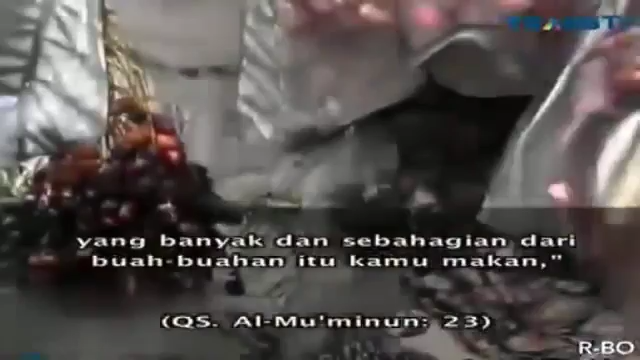 yang banyak dan sebahagian dari
buah-buahan itu kamu makan,"
(QS. Al-Mu'minun: 23)
R-BO